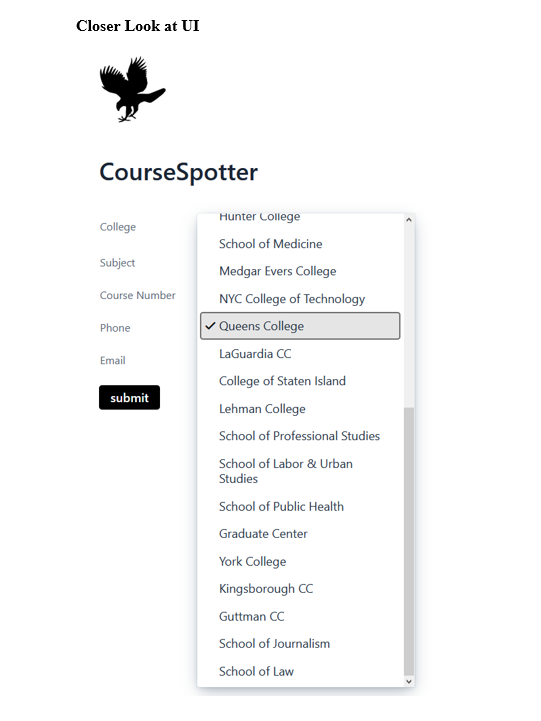 Closer Look at UI
CourseSpotter
College
Subject
Course Number
Phone
Email
submit
Hunter College
School of Medicine
Medgar Evers College
NYC College of Technology
Queens College
LaGuardia CC
College of Staten Island
Lehman College
School of Professional Studies
School of Labor & Urban
Studies
School of Public Health
Graduate Center
York College
Kingsborough CC
Guttman CC
School of Journalism
School of Law